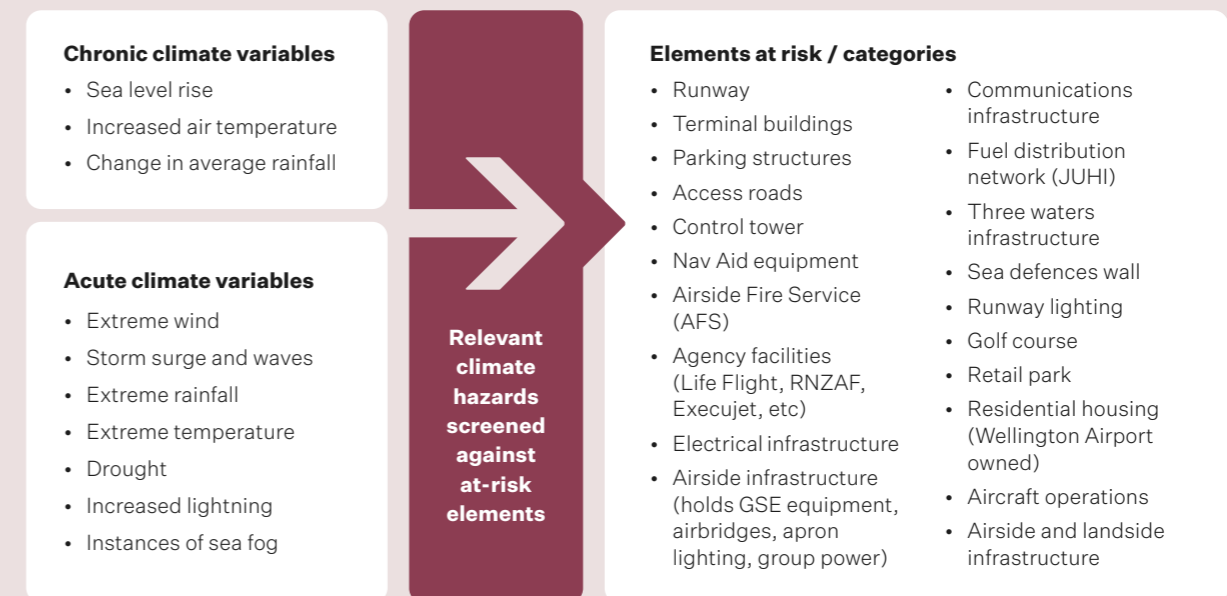 Chronic climate variables
• Sea level rise
• Increased air temperature
• Change in average rainfall
Acute climate variables
• Extreme wind
• Storm surge and waves
• Extreme rainfall
• Extreme temperature
• Drought
• Increased lightning
• Instances of sea fog
Relevant
climate
hazards
screened
against
at-risk
elements
Elements at risk / categories
• Runway
• Terminal buildings
• Parking structures
• Access roads
• Control tower
• Nav Aid equipment
• Airside Fire Service
(AFS)
• Agency facilities
(Life Flight, RNZAF,
Execujet, etc)
• Electrical infrastructure
• Airside infrastructure
(holds GSE equipment,
airbridges, apron
lighting, group power)
• Communications
infrastructure
• Fuel distribution
network (JUHI)
• Three waters
infrastructure
• Sea defences wall
• Runway lighting
• Golf course
• Retail park
• Residential housing
(Wellington Airport
owned)
• Aircraft operations
• Airside and landside
infrastructure